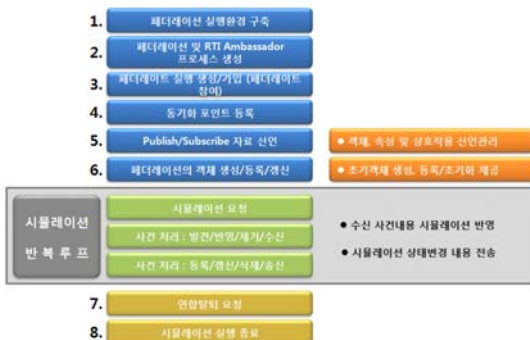 1. 페더레이션 실행환경 구축
2. 페더레이션 및 RTI Ambassador
프로세스 생성
3. 페더레이트 실행 생성/가입 (페더레이트
참여)
4. 동기화 포인트 등록
5. Publish/Subscribe 자료 선언
● 객체, 속성 및 상호작용 선언관리
6. 페더레이션의 객체 생성/등록/갱신
● 초기객체 생성, 등록/초기화 제공
시뮬레이션
반 복 루 프
시뮬레이션 요청
사건 처리 : 발견/반영/제거/수신
사건 처리 : 등록/갱신/삭제/송신
● 수신 사건내용 시뮬레이션 반영
● 시뮬레이션 상태변경 내용 전송
7. 연합탈퇴 요청
8. 시뮬레이션 실행 종료